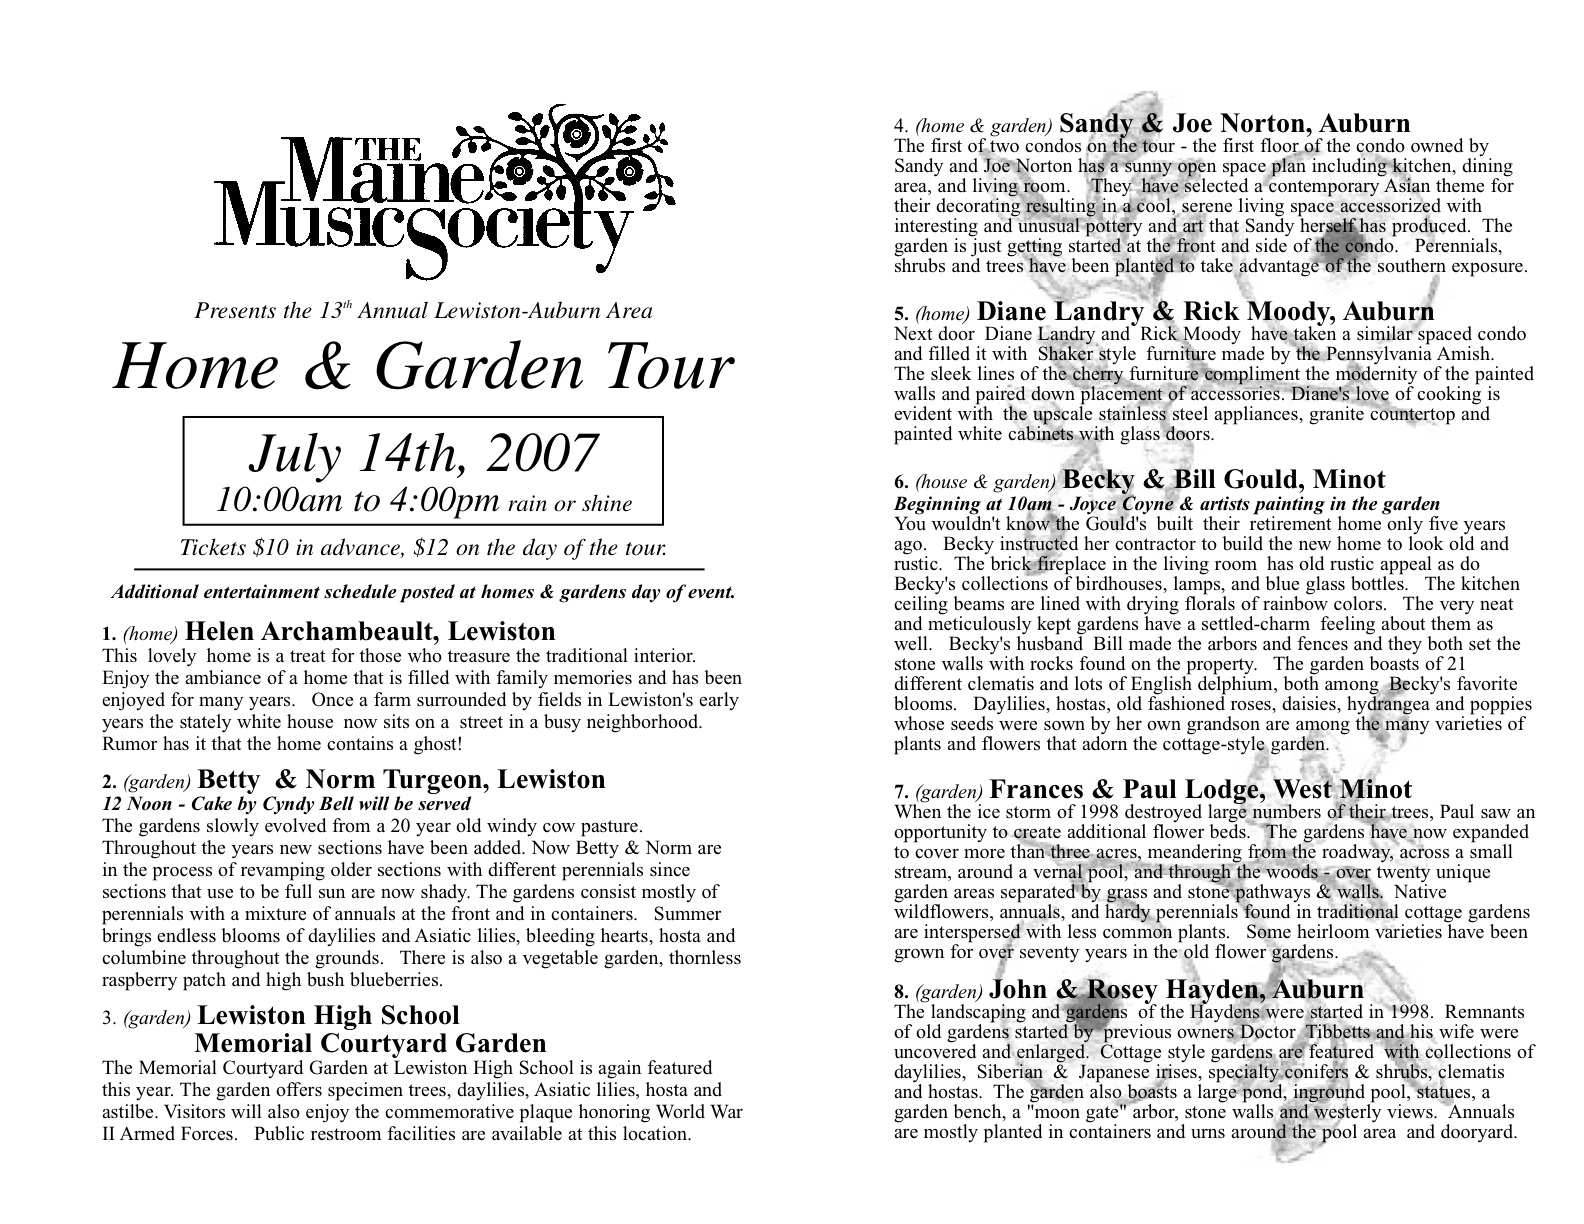 THE
Maine
MusicSociety
Presents the 13th Annual Lewiston-Auburn Area
Home & Garden Tour
July 14th, 2007
10:00am to 4:00pm rain or shine
Tickets $10 in advance, $12 on the day of the tour.
Additional entertainment schedule posted at homes & gardens day of event.
1. (home) Helen Archambeault, Lewiston
This lovely home is a treat for those who treasure the traditional interior.
Enjoy the ambiance of a home that is filled with family memories and has been
enjoyed for many years. Once a farm surrounded by fields in Lewiston's early
years the stately white house now sits on a street in a busy neighborhood.
Rumor has it that the home contains a ghost!
2. (garden) Betty & Norm Turgeon, Lewiston
12 Noon - Cake by Cyndy Bell will be served
The gardens slowly evolved from a 20 year old windy cow pasture.
Throughout the years new sections have been added. Now Betty & Norm are
in the process of revamping older sections with different perennials since
sections that use to be full sun are now shady. The gardens consist mostly of
perennials with a mixture of annuals at the front and in containers. Summer
brings endless blooms of daylilies and Asiatic lilies, bleeding hearts, hosta and
columbine throughout the grounds. There is also a vegetable garden, thornless
raspberry patch and high bush blueberries.
3. (garden) Lewiston High School
Memorial Courtyard Garden
The Memorial Courtyard Garden at Lewiston High School is again featured
this year. The garden offers specimen trees, daylilies, Asiatic lilies, hosta and
astilbe. Visitors will also enjoy the commemorative plaque honoring World War
II Armed Forces. Public restroom facilities are available at this location.
4. (home & garden) Sandy & Joe Norton, Auburn
The first of two condos on the tour - the first floor of the condo owned by
Sandy and Joe Norton has a sunny open space plan including kitchen, dining
area, and living room. They have selected a contemporary Asian theme for
their decorating resulting in a cool, serene living space accessorized with
interesting and unusual pottery and art that Sandy herself has produced. The
garden is just getting started at the front and side of the condo. Perennials,
shrubs and trees have been planted to take advantage of the southern exposure.
5. (home) Diane Landry & Rick Moody, Auburn
Next door Diane Landry and Rick Moody have taken a similar spaced condo
and filled it with Shaker style furniture made by the Pennsylvania Amish.
The sleek lines of the cherry furniture compliment the modernity of the painted
walls and paired down placement of accessories. Diane's love of cooking is
evident with the upscale stainless steel appliances, granite countertop and
painted white cabinets with glass doors.
6. (house & garden) Becky & Bill Gould, Minot
Beginning at 10am - Joyce Coyne & artists painting in the garden
You wouldn't know the Gould's built their retirement home only five years
ago. Becky instructed her contractor to build the new home to look old and
rustic. The brick fireplace in the living room has old rustic appeal as do
Becky's collections of birdhouses, lamps, and blue glass bottles. The kitchen
ceiling beams are lined with drying florals of rainbow colors. The very neat
and meticulously kept gardens have a settled-charm feeling about them as
well. Becky's husband Bill made the arbors and fences and they both set the
stone walls with rocks found on the property. The garden boasts of 21
different clematis and lots of English delphium, both among Becky's favorite
blooms. Daylilies, hostas, old fashioned roses, daisies, hydrangea and poppies
whose seeds were sown by her own grandson are among the many varieties of
plants and flowers that adorn the cottage-style garden.
7. (garden) Frances & Paul Lodge, West Minot
When the ice storm of 1998 destroyed large numbers of their trees, Paul saw an
opportunity to create additional flower beds. The gardens have now expanded
to cover more than three acres, meandering from the roadway, across a small
stream, around a vernal pool, and through the woods - over twenty unique
garden areas separated by grass and stone pathways & walls. Native
wildflowers, annuals, and hardy perennials found in traditional cottage gardens
are interspersed with less common plants. Some heirloom varieties have been
grown for over seventy years in the old flower gardens.
8. (garden) John & Rosey Hayden, Auburn
The landscaping and gardens of the Haydens were started in 1998. Remnants
of old gardens started by previous owners Doctor Tibbetts and his wife were
uncovered and enlarged. Cottage style gardens are featured with collections of
daylilies, Siberian & Japanese irises, specialty conifers & shrubs, clematis
and hostas. The garden also boasts a large pond, inground pool, statues, a
garden bench, a "moon gate" arbor, stone walls and westerly views. Annuals
are mostly planted in containers and urns around the pool area and dooryard.